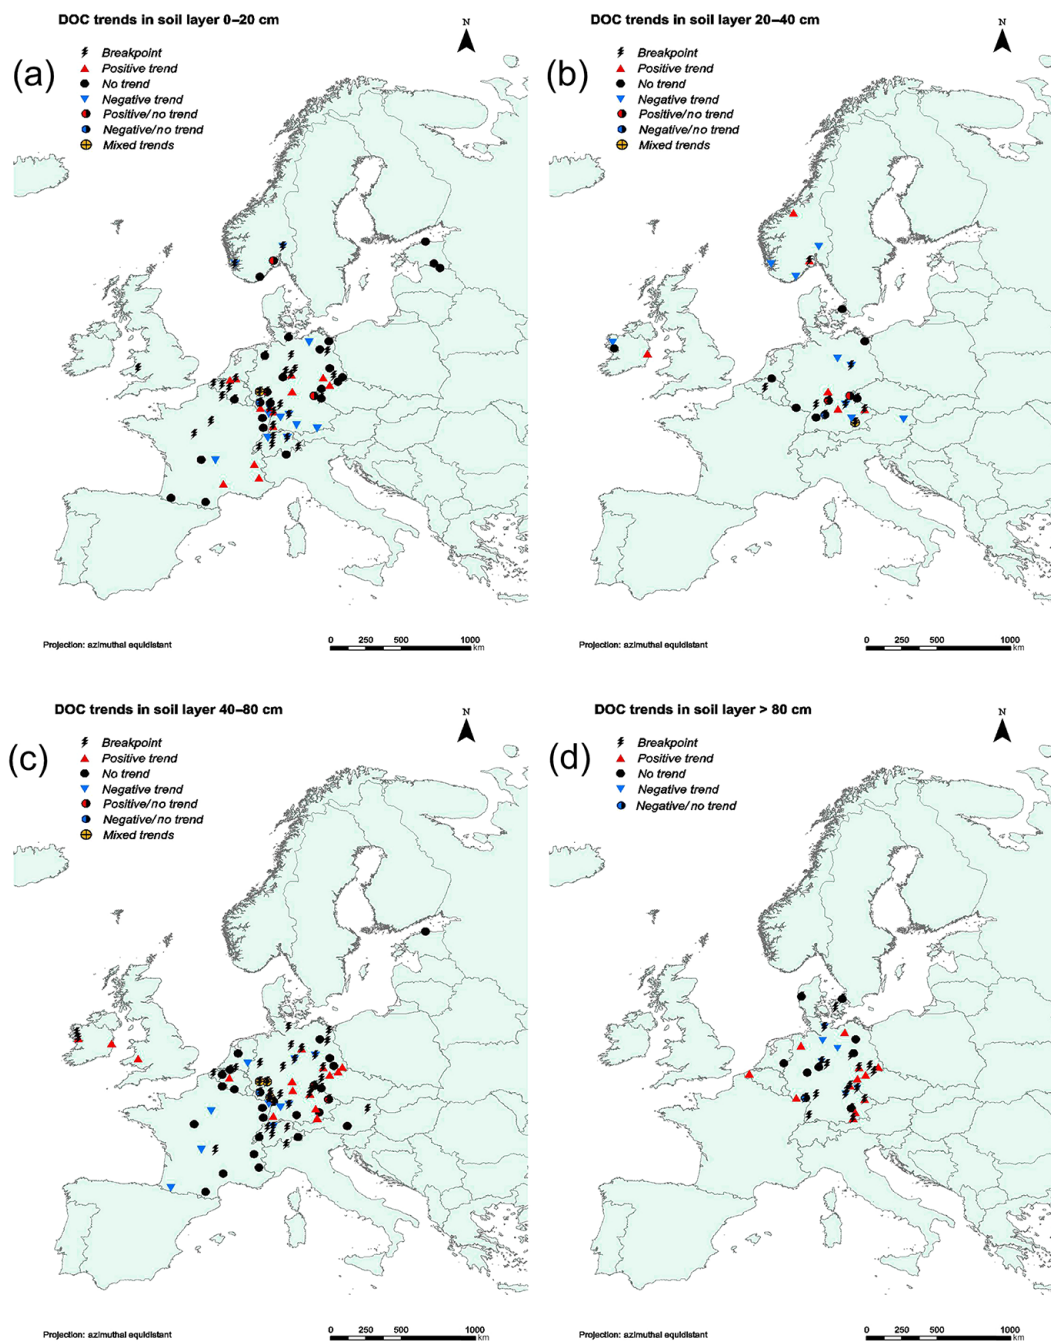 DOC trends in soil layer 0–20 cm
N
(a)
Breakpoint
Positive trend
No trend
Negative trend
Positive/no trend
Negative/no trend
Mixed trends
Projection: azimuthal equidistant
0 250 500 1000
km
DOC trends in soil layer 20–40 cm
N
(b)
Breakpoint
Positive trend
No trend
Negative trend
Positive/no trend
Negative/no trend
Mixed trends
Projection: azimuthal equidistant
0 250 500 1000
km
DOC trends in soil layer 40–80 cm
N
(c)
Breakpoint
Positive trend
No trend
Negative trend
Positive/no trend
Negative/no trend
Mixed trends
Projection: azimuthal equidistant
0 250 500 1000
km
DOC trends in soil layer > 80 cm
N
(d)
Breakpoint
Positive trend
No trend
Negative trend
Negative/no trend
Projection: azimuthal equidistant
0 250 500 1000
km